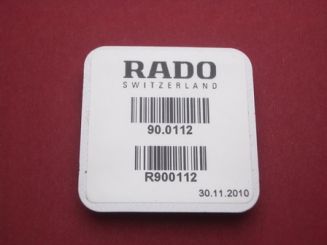 RADO
SWITZERLAND
90.0112
R900112
30.11.2010